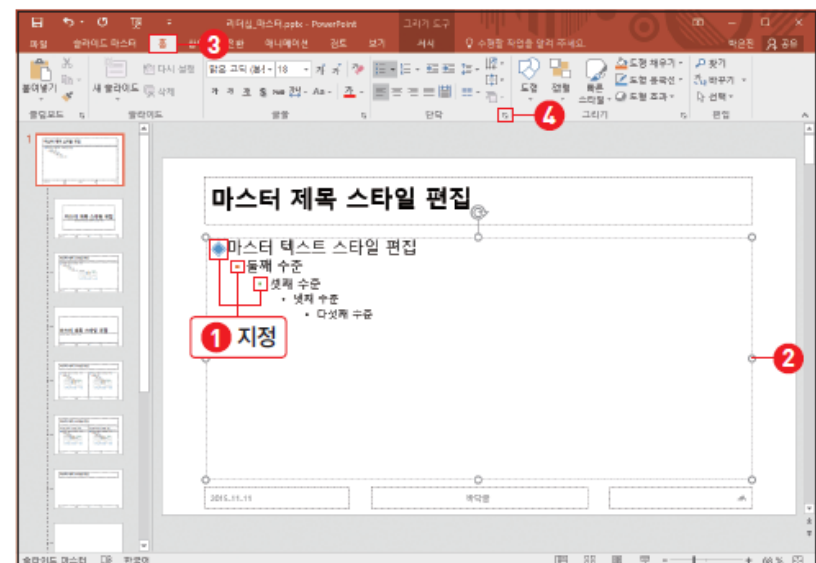 리더십_마스터.pptx - PowerPoint 그리기 도구
파일 슬라이드 마스터 홈 3 전환 애니메이션 검토 보기 서식 수행할 작업을 알려 주세요. 공유
붙여넣기 새 슬라이드 다시 설정 삭제 맑은 고딕 18 가 가 도형 정렬 빠른 스타일 도형 채우기 도형 윤곽선 도형 효과 찾기 바꾸기 선택
클립보드 슬라이드 글꼴 단락 4 그리기 편집
1
마스터 제목 스타일 편집
마스터 텍스트 스타일 편집
둘째 수준
셋째 수준
넷째 수준
다섯째 수준
1 지정
2
2015-11-11 바닥글
슬라이드 마스터 한국어 66 %